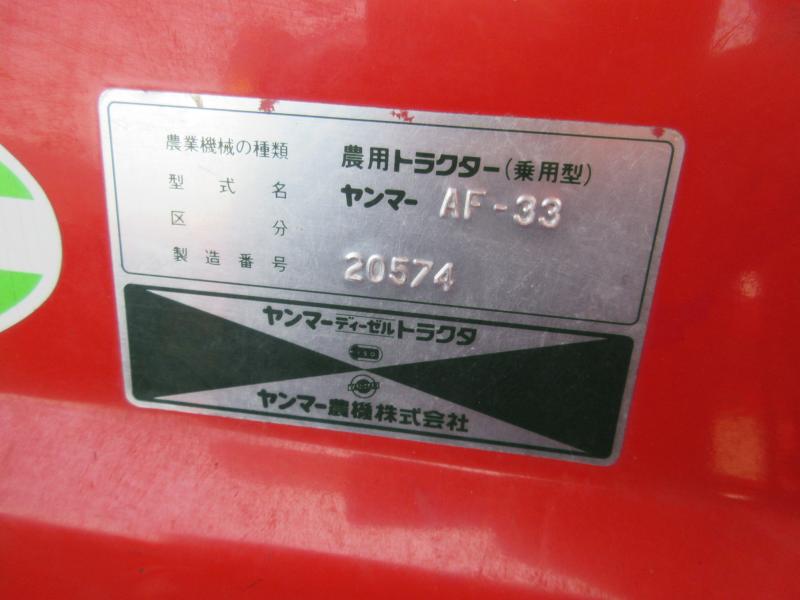 農業機械の種類 農用トラクター(乗用型)
型式名 ヤンマー AF-33
区分
製造番号 20574
ヤンマーディーゼルトラクタ
ヤンマー農機株式会社